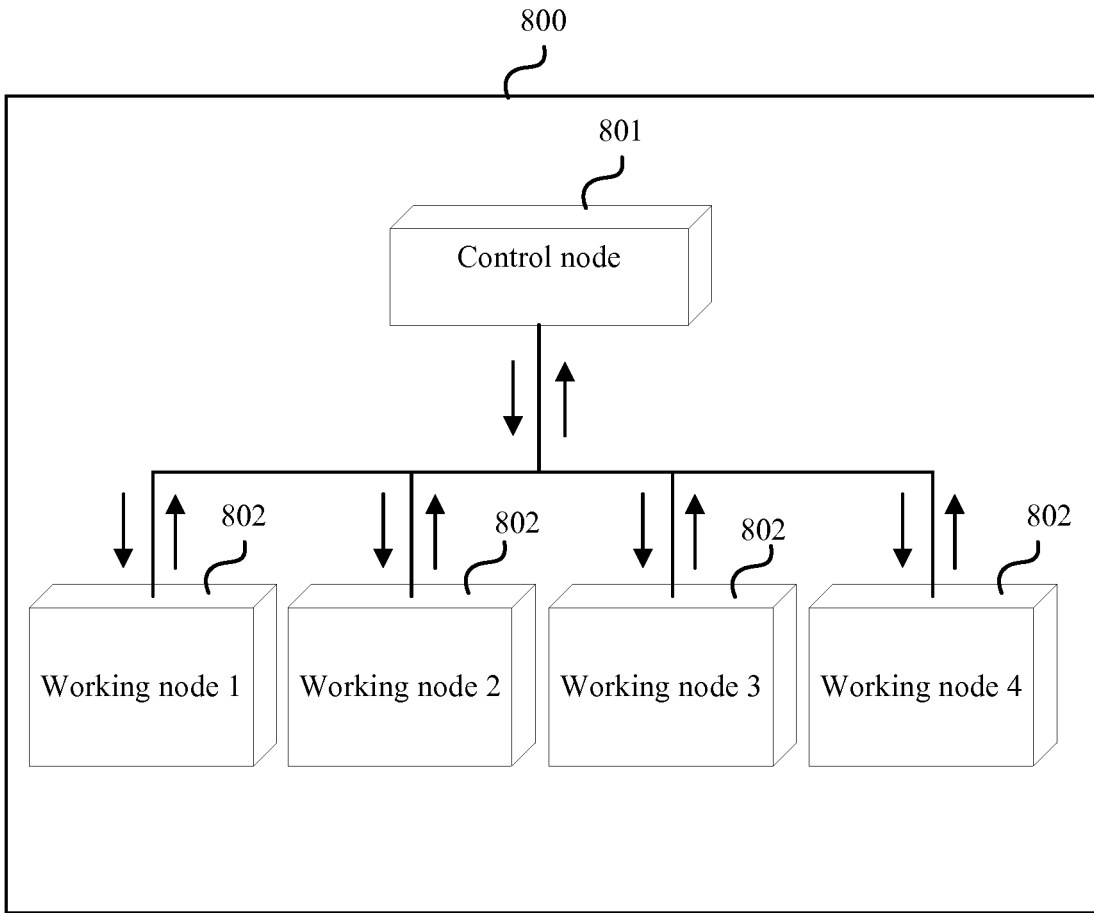 800
801
Control node
802
802
802
802
Working node 1
Working node 2
Working node 3
Working node 4